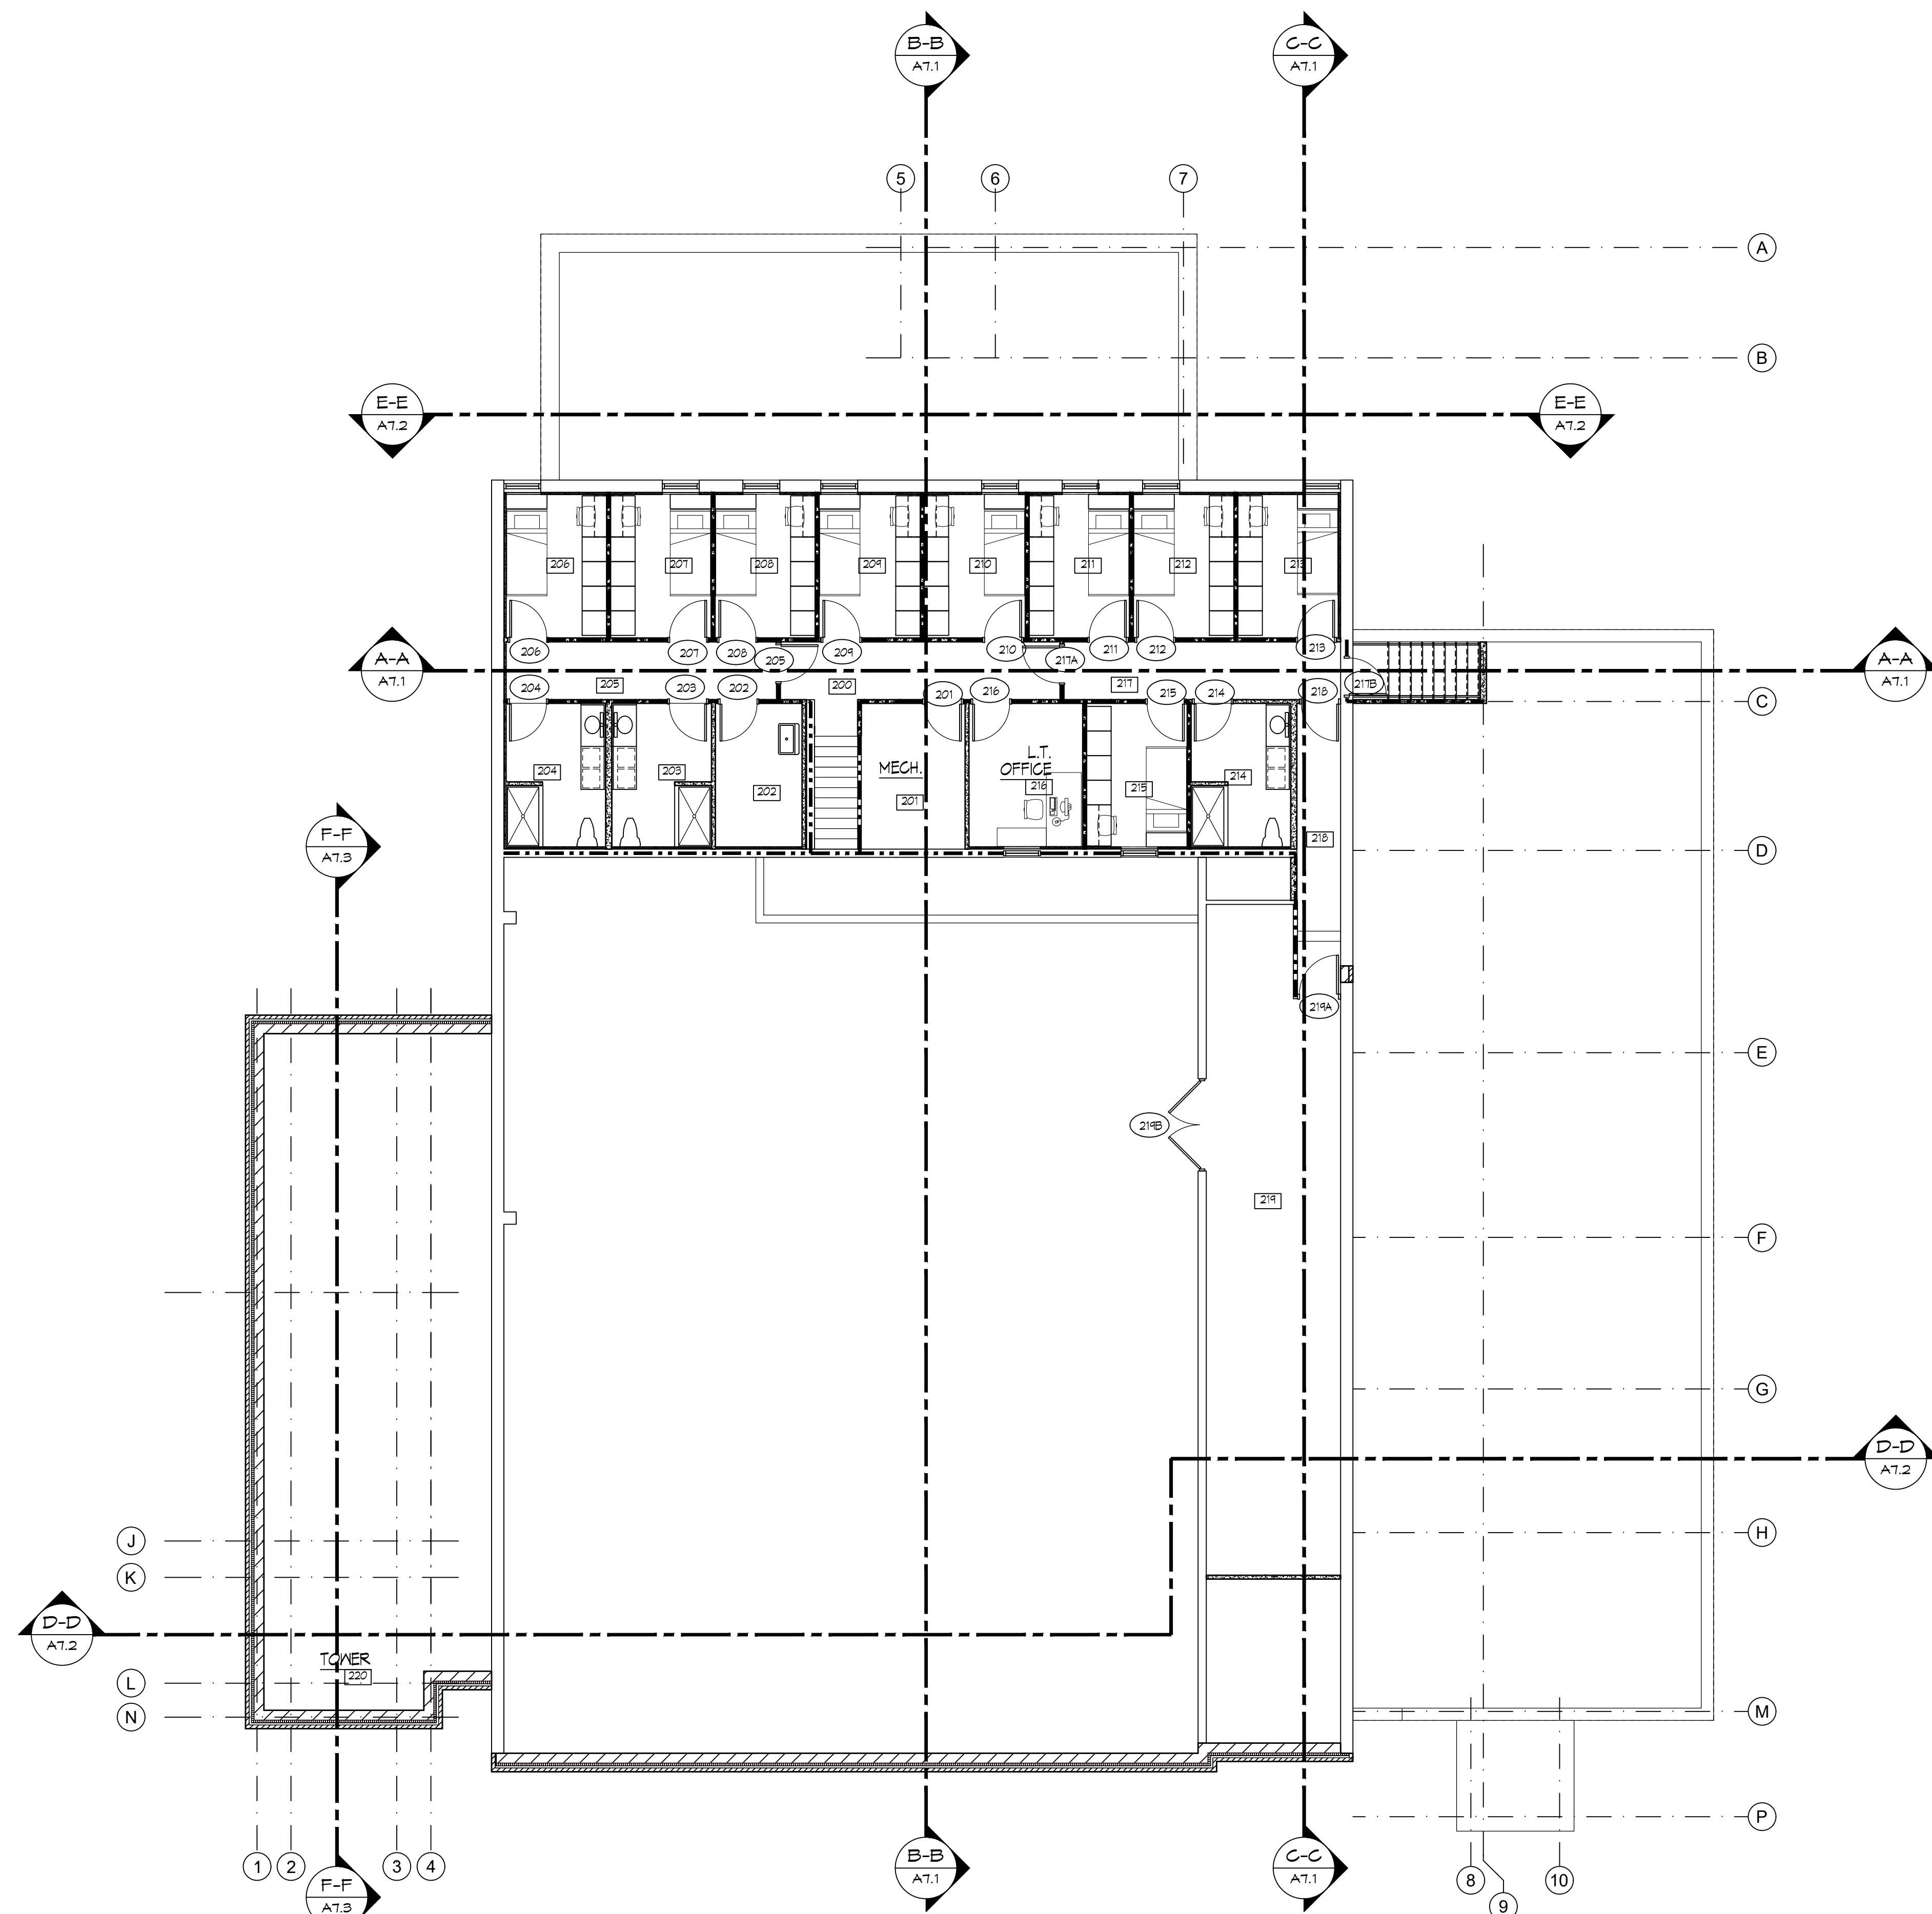 B-B
A7.1
C-C
A7.1
5
6
7
A
B
E-E
A7.2
E-E
A7.2
206
207
208
209
210
211
212
213
206
207
208
205
209
210
217A
211
212
213
A-A
A7.1
A-A
A7.1
204
205
203
202
200
201
216
217
215
214
218
217B
C
204
203
202
MECH.
201
L.T.
OFFICE
216
215
214
218
F-F
A7.3
D
219A
E
219B
219
F
G
D-D
A7.2
H
J
K
D-D
A7.2
TOWER
220
L
N
M
P
1
2
3
4
F-F
A7.3
B-B
A7.1
C-C
A7.1
8
9
10